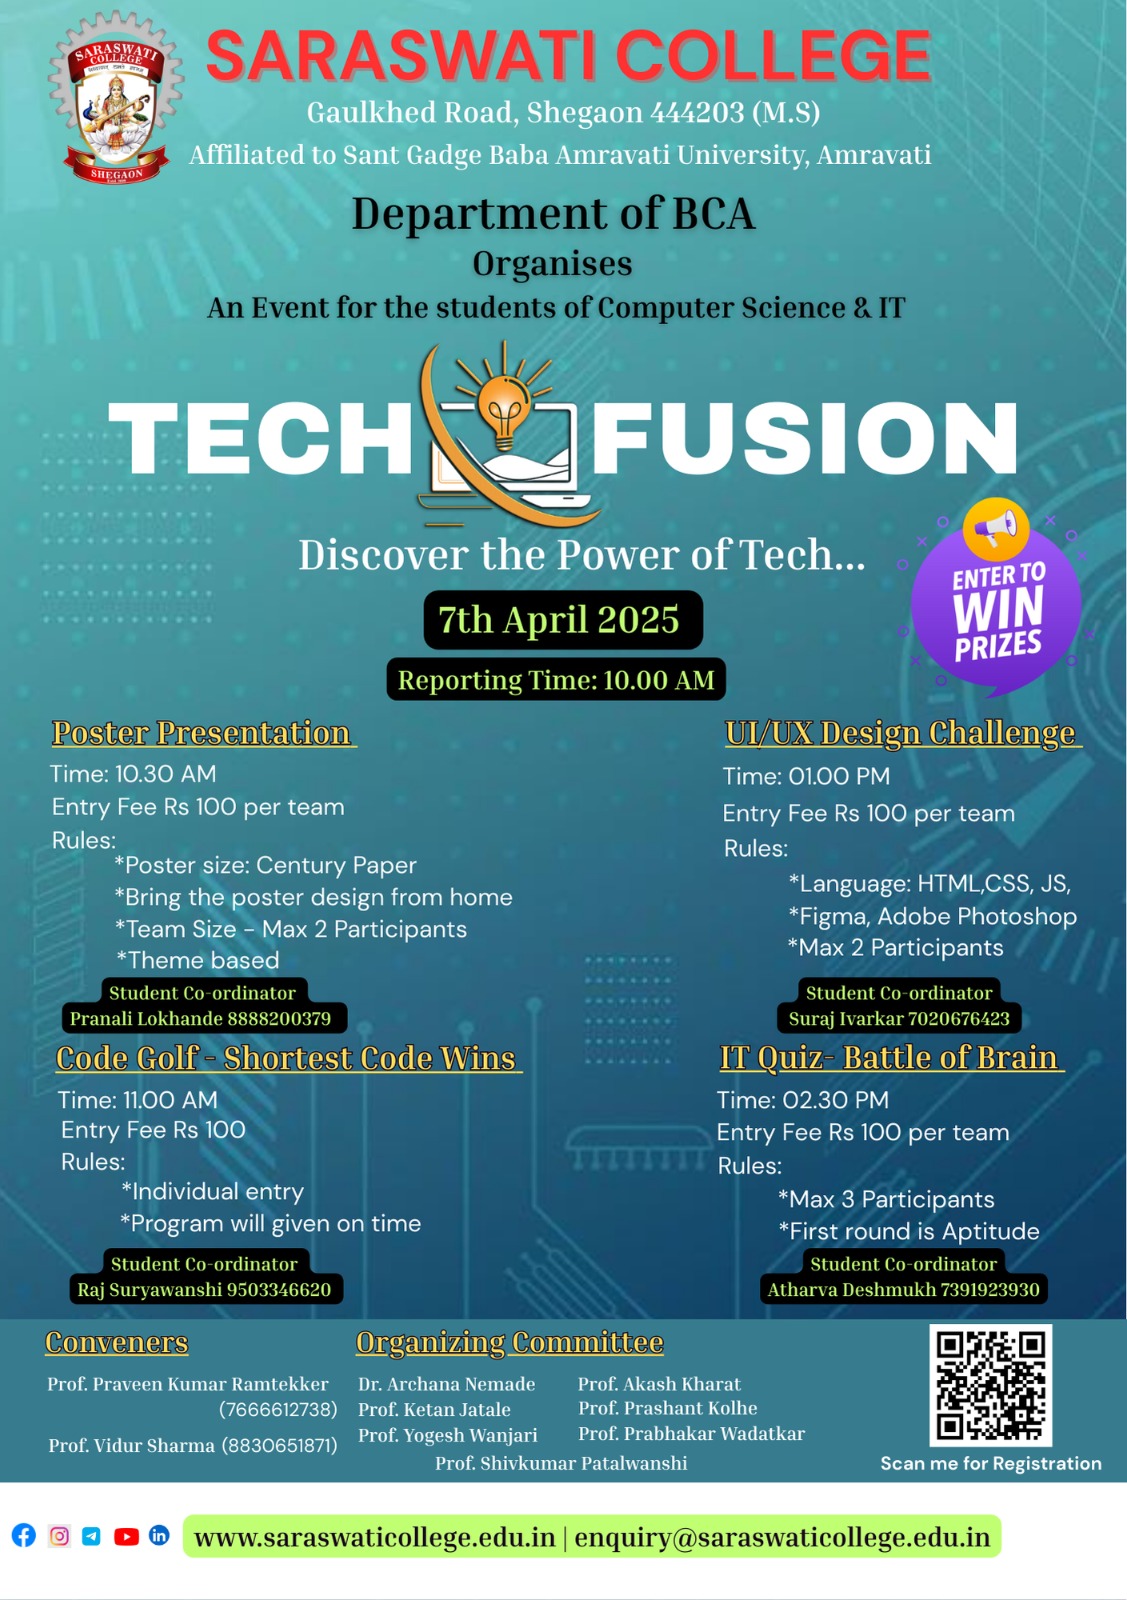 SARASWATI COLLEGE
SHEGAON
SARASWATI COLLEGE
Gaulkhed Road, Shegaon 444203 (M.S)
Affiliated to Sant Gadge Baba Amravati University, Amravati
Department of BCA
Organises
An Event for the students of Computer Science & IT
TECH FUSION
Discover the Power of Tech...
7th April 2025
Reporting Time: 10.00 AM
ENTER TO
WIN
PRIZES
Poster Presentation
Time: 10.30 AM
Entry Fee Rs 100 per team
Rules:
*Poster size: Century Paper
*Bring the poster design from home
*Team Size - Max 2 Participants
*Theme based
Student Co-ordinator
Pranali Lokhande 8888200379
UI/UX Design Challenge
Time: 01.00 PM
Entry Fee Rs 100 per team
Rules:
*Language: HTML,CSS, JS,
*Figma, Adobe Photoshop
*Max 2 Participants
Student Co-ordinator
Suraj Ivarkar 7020676423
Code Golf - Shortest Code Wins
Time: 11.00 AM
Entry Fee Rs 100
Rules:
*Individual entry
*Program will given on time
Student Co-ordinator
Raj Suryawanshi 9503346620
IT Quiz- Battle of Brain
Time: 02.30 PM
Entry Fee Rs 100 per team
Rules:
*Max 3 Participants
*First round is Aptitude
Student Co-ordinator
Atharva Deshmukh 7391923930
Conveners
Prof. Praveen Kumar Ramtekker
(7666612738)
Prof. Vidur Sharma (8830651871)
Organizing Committee
Dr. Archana Nemade
Prof. Ketan Jatale
Prof. Yogesh Wanjari
Prof. Akash Kharat
Prof. Prashant Kolhe
Prof. Prabhakar Wadatkar
Prof. Shivkumar Patalwanshi
Scan me for Registration
www.saraswaticollege.edu.in | enquiry@saraswaticollege.edu.in